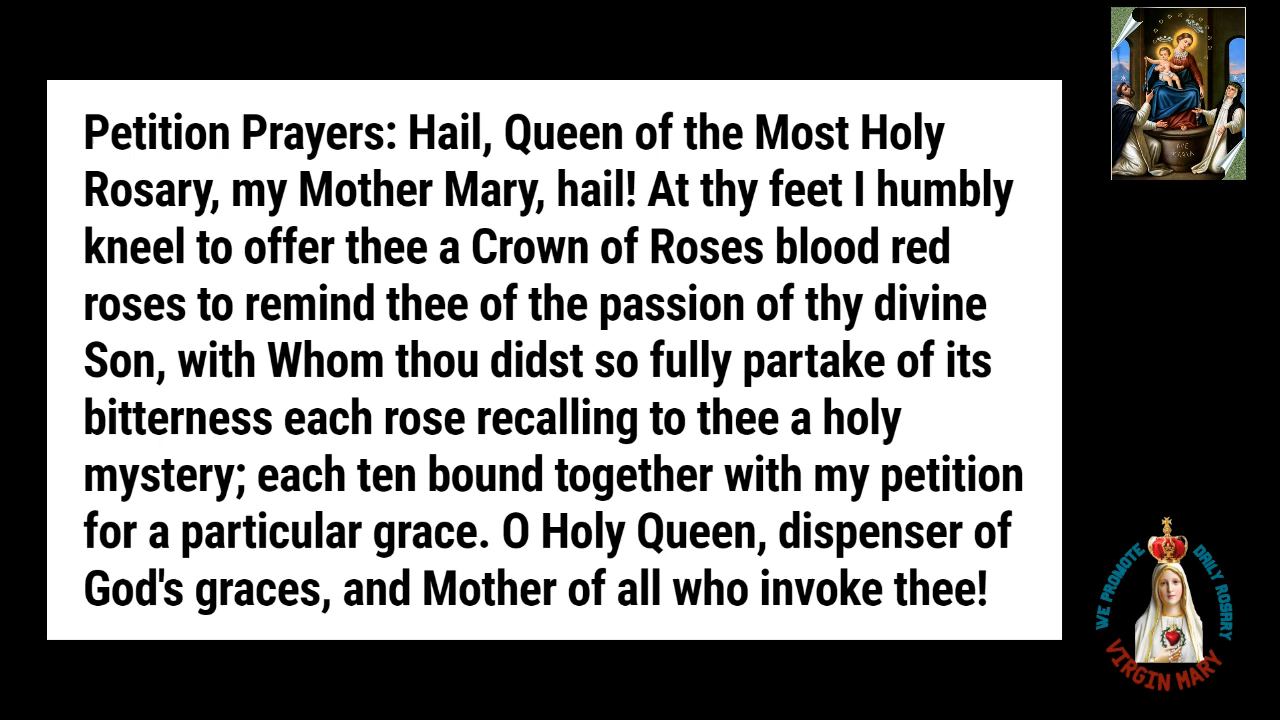 Petition Prayers: Hail, Queen of the Most Holy
Rosary, my Mother Mary, hail! At thy feet I humbly
kneel to offer thee a Crown of Roses blood red
roses to remind thee of the passion of thy divine
Son, with Whom thou didst so fully partake of its
bitterness each rose recalling to thee a holy
mystery; each ten bound together with my petition
for a particular grace. O Holy Queen, dispenser of
God's graces, and Mother of all who invoke thee!
WE PROMOTE DAILY ROSARY
VIRGIN MARY